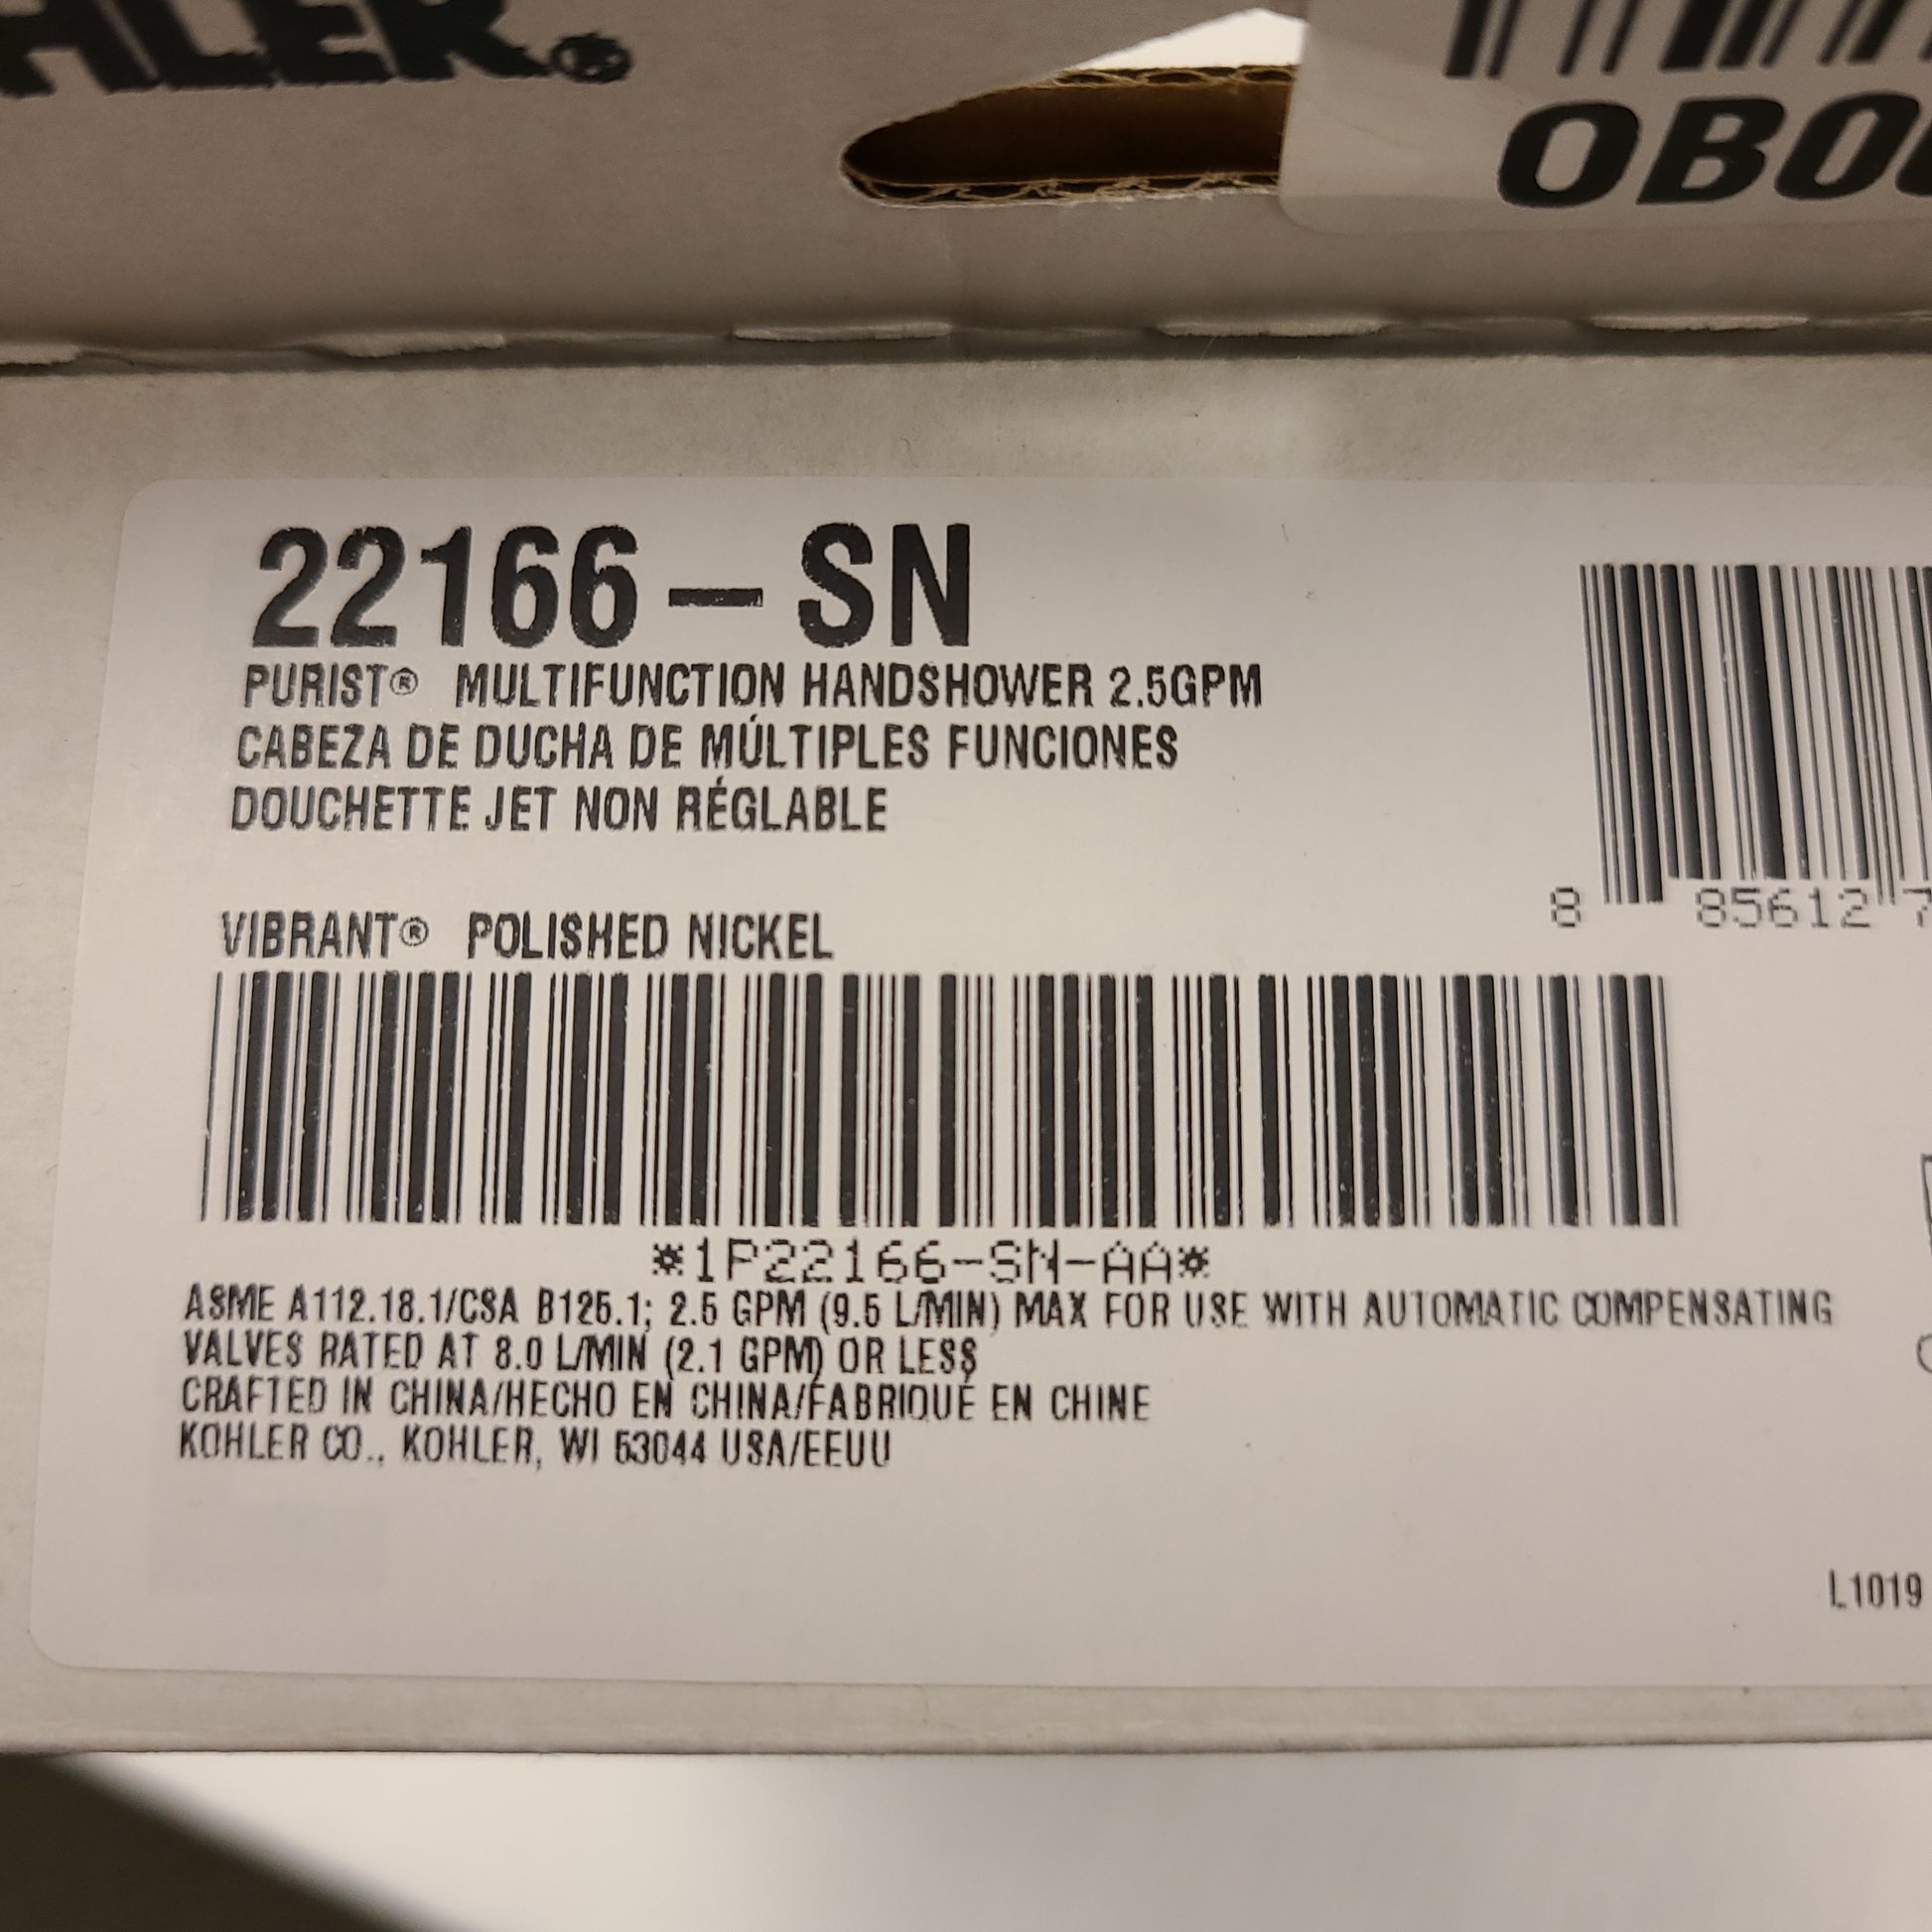 HLER®
OB0
22166-SN
PURIST® MULTIFUNCTION HANDSHOWER 2.5GPM
CABEZA DE DUCHA DE MÚLTIPLES FUNCIONES
DOUCHETTE JET NON RÉGLABLE
8 85612 7
VIBRANT® POLISHED NICKEL
*1P22166-SN-AA*
ASME A112.18.1/CSA B125.1; 2.5 GPM (9.5 L/MIN) MAX FOR USE WITH AUTOMATIC COMPENSATING
VALVES RATED AT 8.0 L/MIN (2.1 GPM) OR LESS
CRAFTED IN CHINA/HECHO EN CHINA/FABRIQUÉ EN CHINE
KOHLER CO., KOHLER, WI 53044 USA/EEUU
L1019